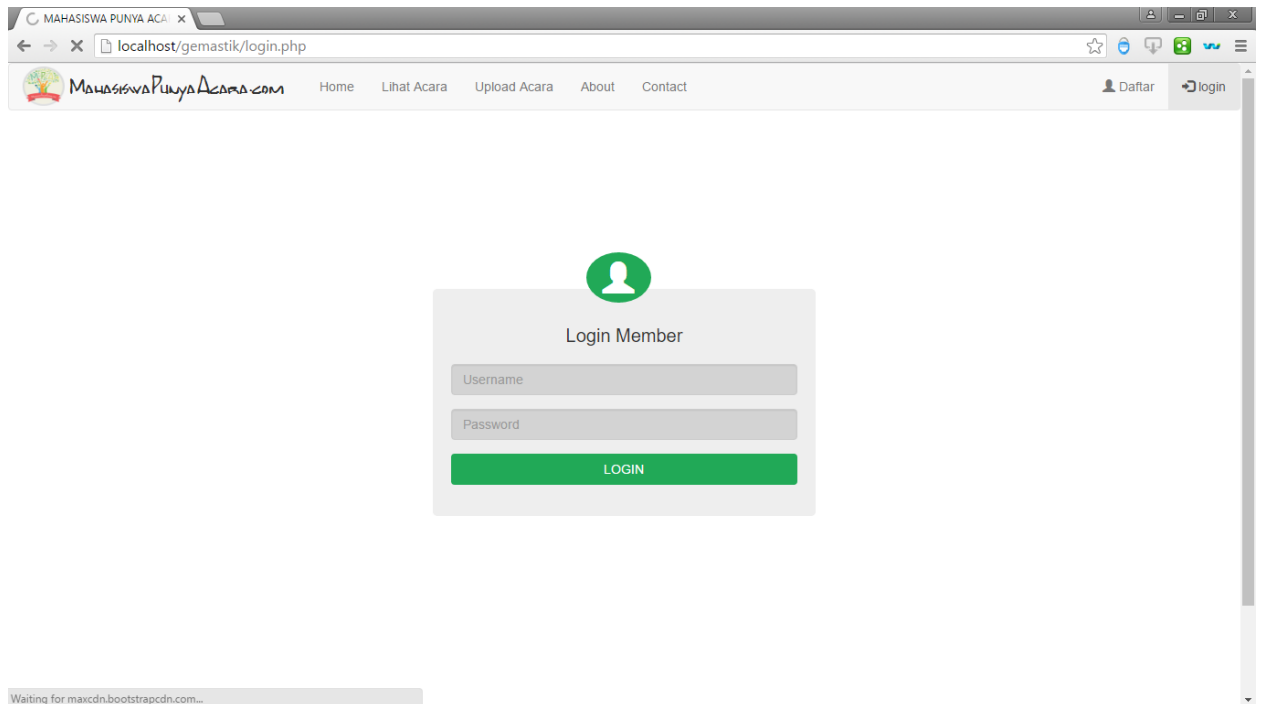 MAHASISWA PUNYA ACA
localhost/gemastik/login.php
MahasiswaPunyaAcara.com Home Lihat Acara Upload Acara About Contact Daftar login
Login Member
Username
Password
LOGIN
Waiting for maxcdn.bootstrapcdn.com...